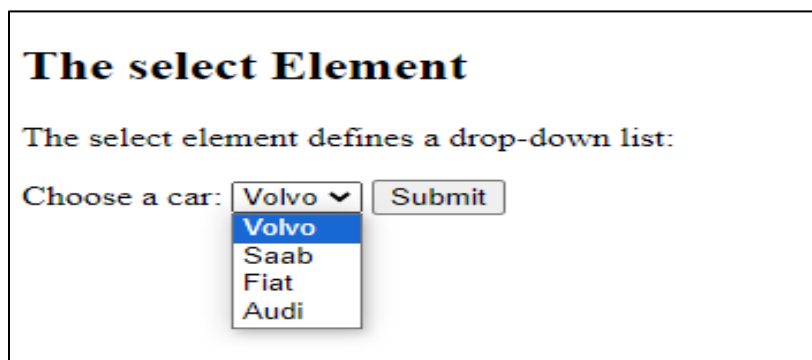 The select Element
The select element defines a drop-down list:
Choose a car: Volvo Submit
Volvo
Saab
Fiat
Audi